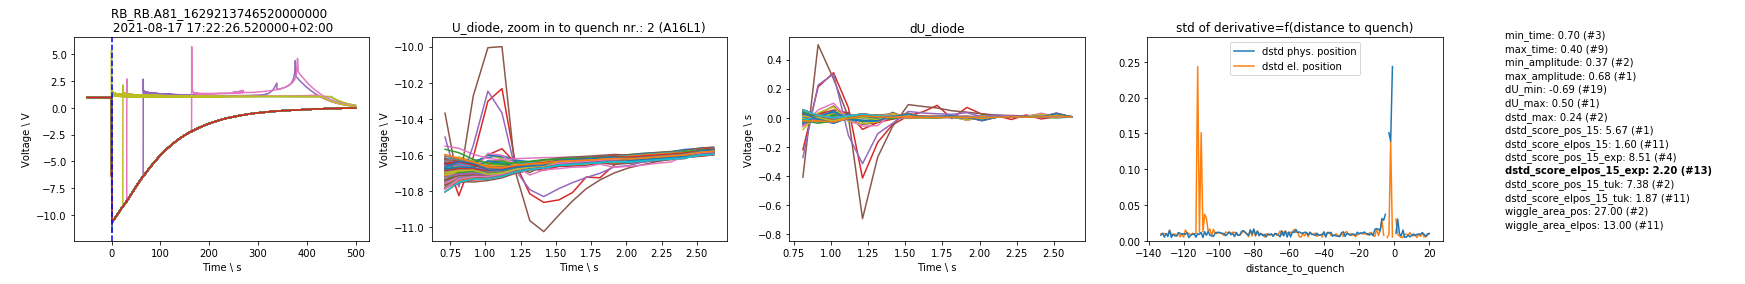 RB_RB.A81_1629213746520000000
2021-08-17 17:22:26.520000+02:00
Voltage \ V
5.0
2.5
0.0
−2.5
−5.0
−7.5
−10.0
0
100
200
300
400
500
Time \ s
U_diode, zoom in to quench nr.: 2 (A16L1)
Voltage \ V
−10.0
−10.2
−10.4
−10.6
−10.8
−11.0
0.75
1.00
1.25
1.50
1.75
2.00
2.25
2.50
Time \ s
dU_diode
Voltage \ s
0.4
0.2
0.0
−0.2
−0.4
−0.6
−0.8
0.75
1.00
1.25
1.50
1.75
2.00
2.25
2.50
Time \ s
std of derivative=f(distance to quench)
dstd phys. position
dstd el. position
0.25
0.20
0.15
0.10
0.05
0.00
−140
−120
−100
−80
−60
−40
−20
0
20
distance_to_quench
min_time: 0.70 (#3)
max_time: 0.40 (#9)
min_amplitude: 0.37 (#2)
max_amplitude: 0.68 (#1)
dU_min: -0.69 (#19)
dU_max: 0.50 (#1)
dstd_max: 0.24 (#2)
dstd_score_pos_15: 5.67 (#1)
dstd_score_elpos_15: 1.60 (#11)
dstd_score_pos_15_exp: 8.51 (#4)
dstd_score_elpos_15_exp: 2.20 (#13)
dstd_score_pos_15_tuk: 7.38 (#2)
dstd_score_elpos_15_tuk: 1.87 (#11)
wiggle_area_pos: 27.00 (#2)
wiggle_area_elpos: 13.00 (#11)